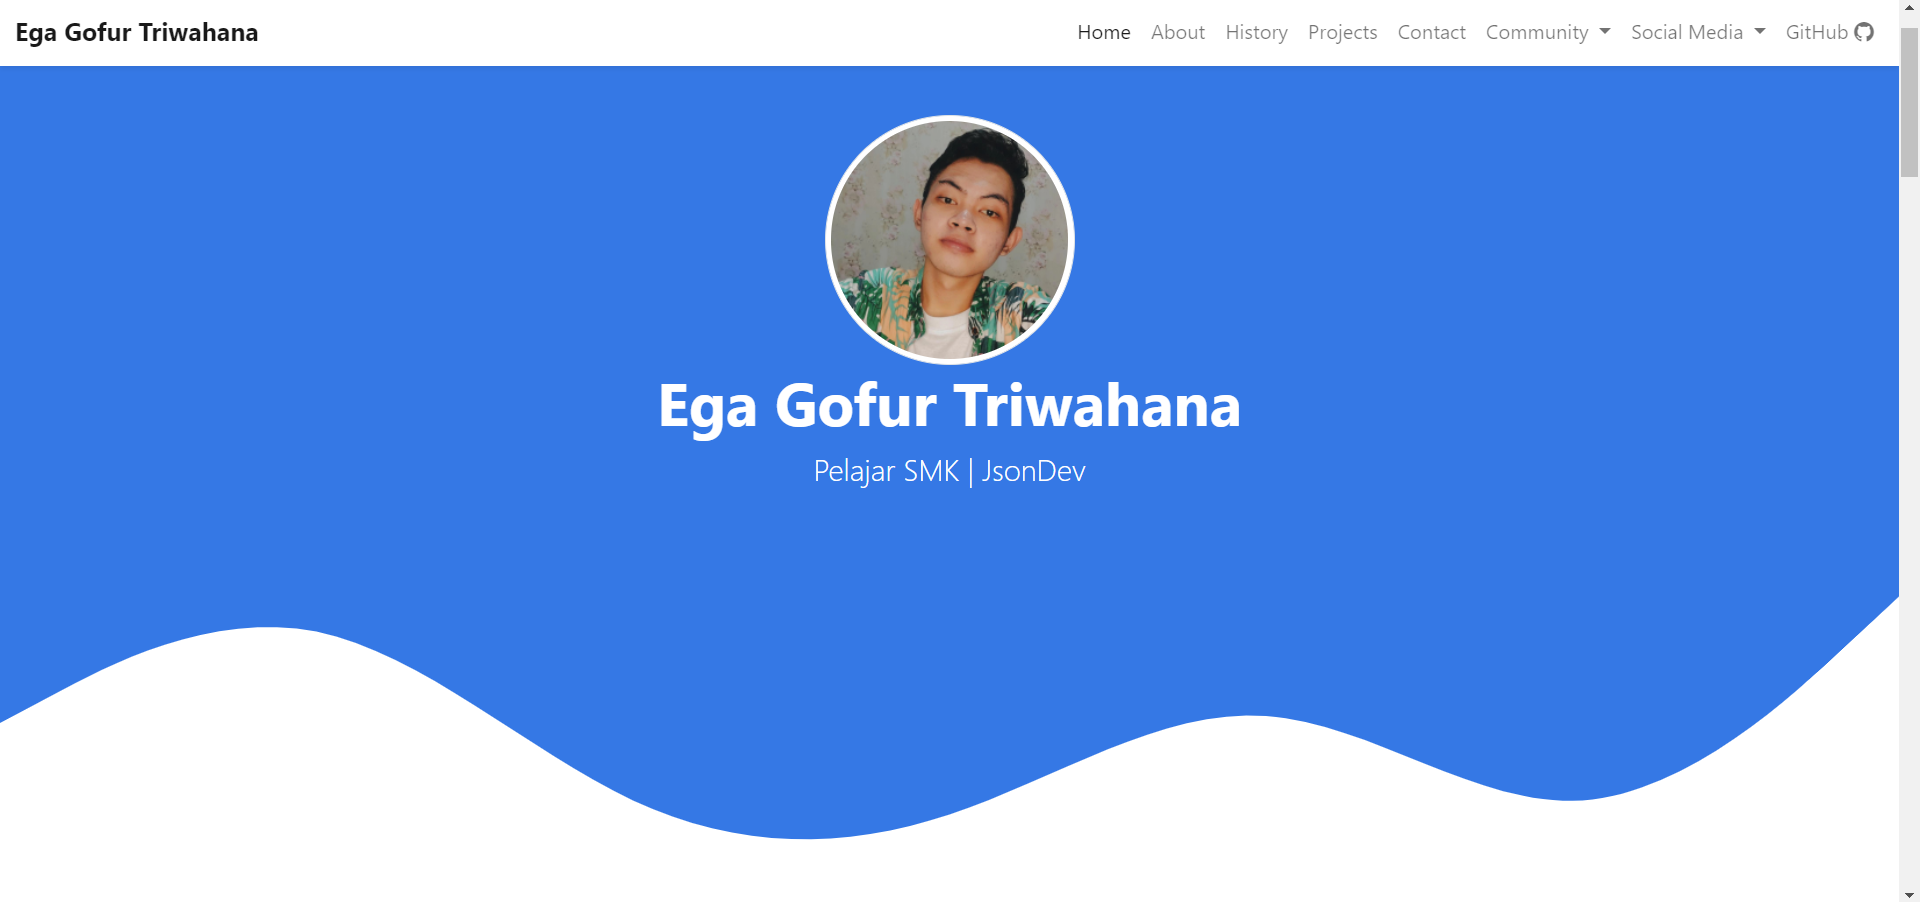 Ega Gofur Triwahana
Home About History Projects Contact Community Social Media GitHub
Ega Gofur Triwahana
Pelajar SMK | JsonDev